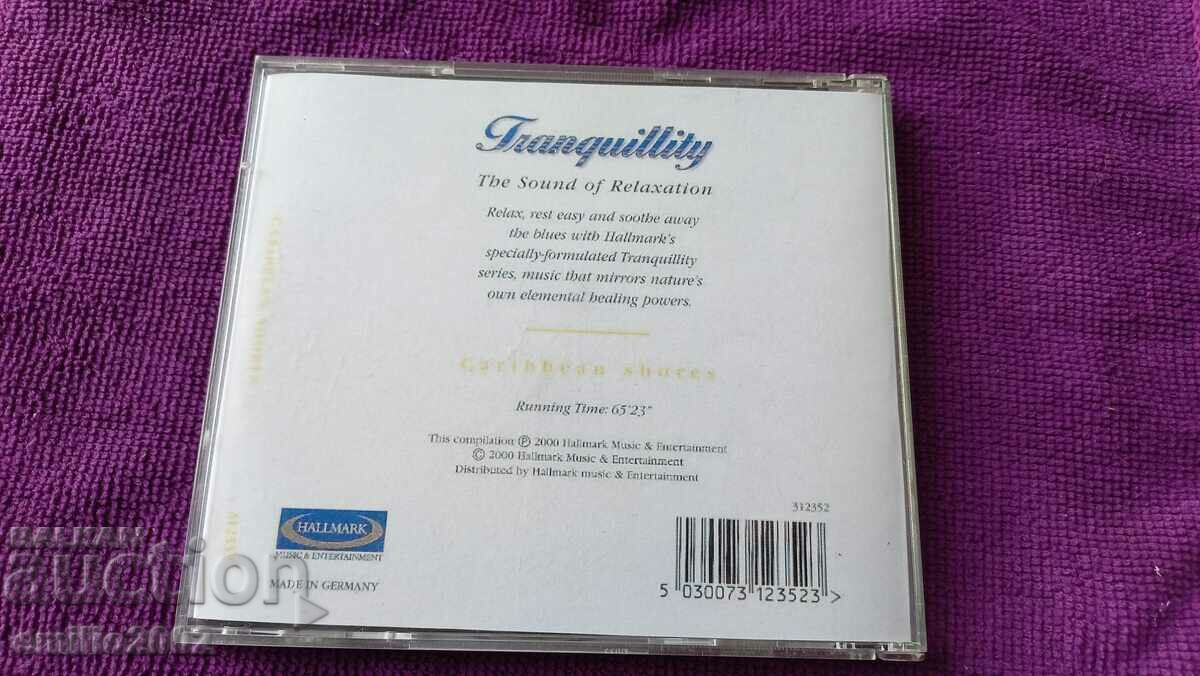 Tranquillity
The Sound of Relaxation
Relax, rest easy and soothe away
the blues with Hallmark's
specially-formulated Tranquillity
series, music that mirrors nature's
own elemental healing powers.
Caribbean shores
Running Time: 65'23"
This compilation ℗ 2000 Hallmark Music & Entertainment
© 2000 Hallmark Music & Entertainment
Distributed by Hallmark music & Entertainment
312352
HALLMARK
MUSIC & ENTERTAINMENT
MADE IN GERMANY
5 030073 123523 >
BALKAN
auction
emilio2002